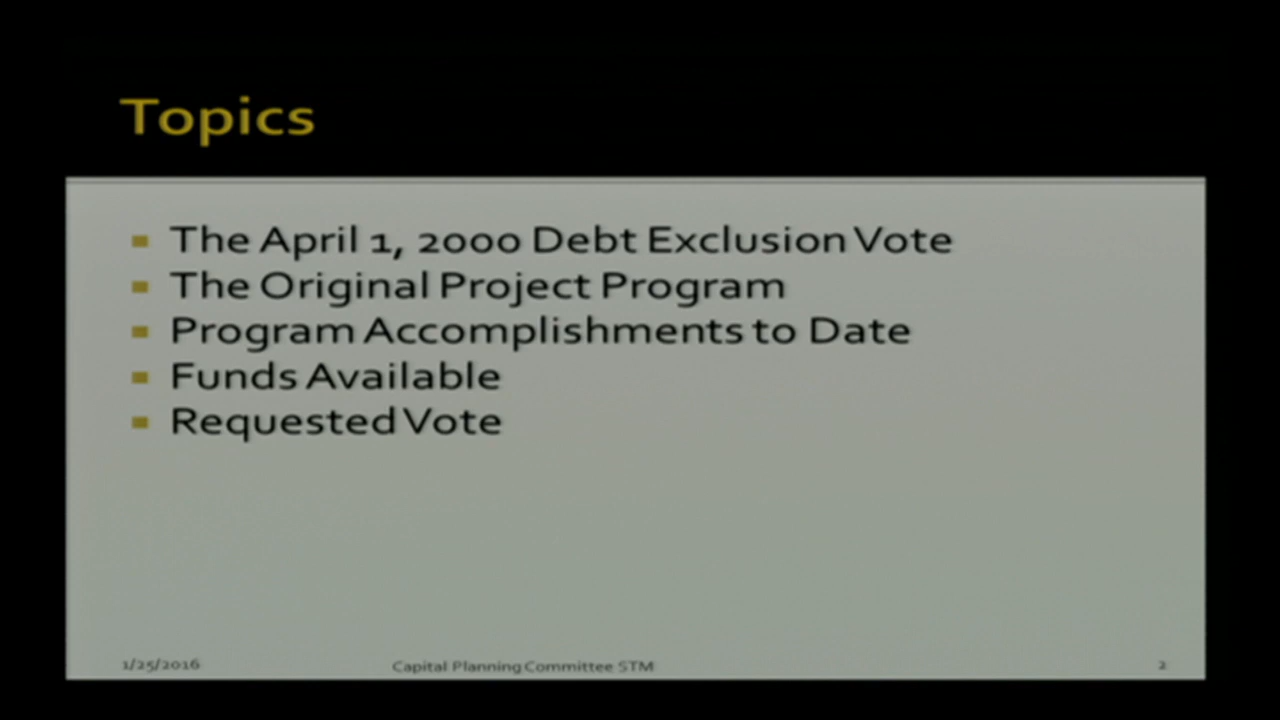 Topics
The April 1, 2000 Debt Exclusion Vote
The Original Project Program
Program Accomplishments to Date
Funds Available
Requested Vote
1/25/2016 Capital Planning Committee STM 2